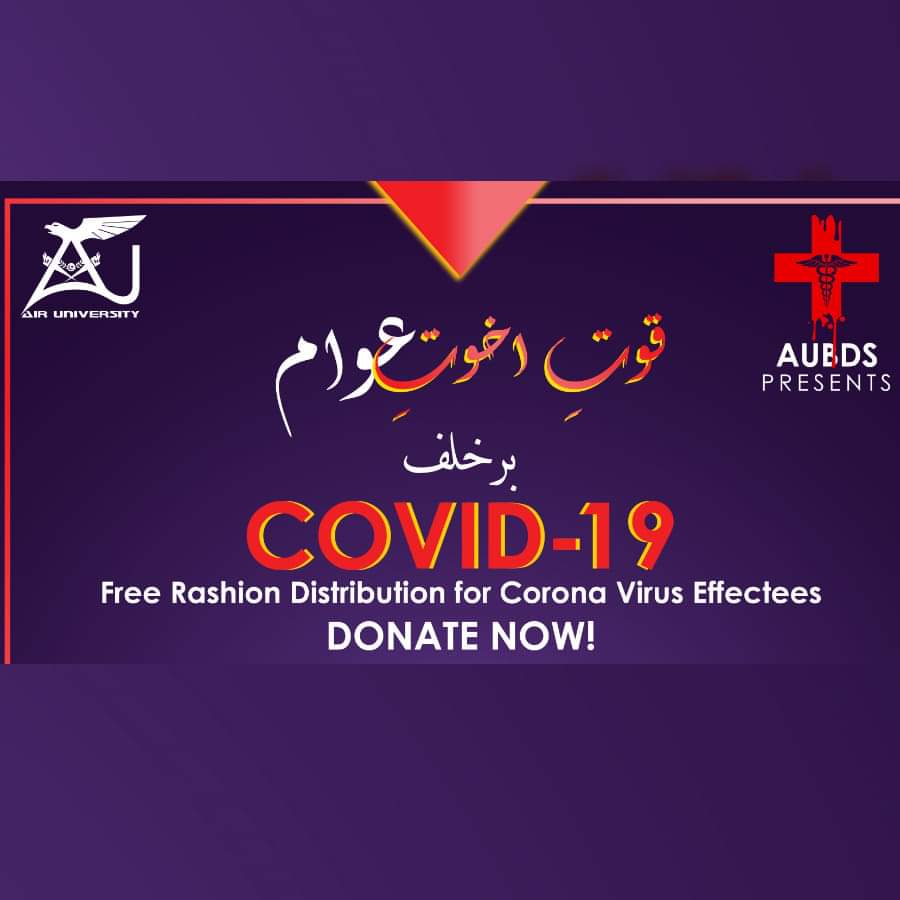 AIR UNIVERSITY
AUBDS
PRESENTS
قوتِ اخوتِ عوام
برخلف
COVID-19
Free Rashion Distribution for Corona Virus Effectees
DONATE NOW!